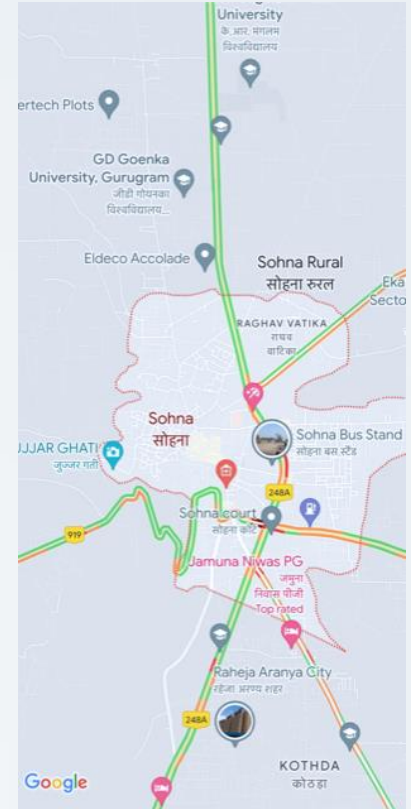 University
के.आर. मंगलम
विश्वविद्यालय
ertech Plots
GD Goenka
University, Gurugram
जीडी गोयनका
विश्वविद्यालय...
Eldeco Accolade
Sohna Rural
सोहना रुरल
Eka
Secto
RAGHAV VATIKA
राघव
वाटिका
Sohna
सोहना
Sohna Bus Stand
सोहना बस स्टैंड
UJJAR GHATI
गुज्जर गती
248A
Sohna court
सोहना कोर्ट
919
Jamuna Niwas PG
जमुना
निवास पीजी
Top rated
Raheja Aranya City
रहेजा अरण्य शहर
248A
KOTHDA
कोठडा
Google